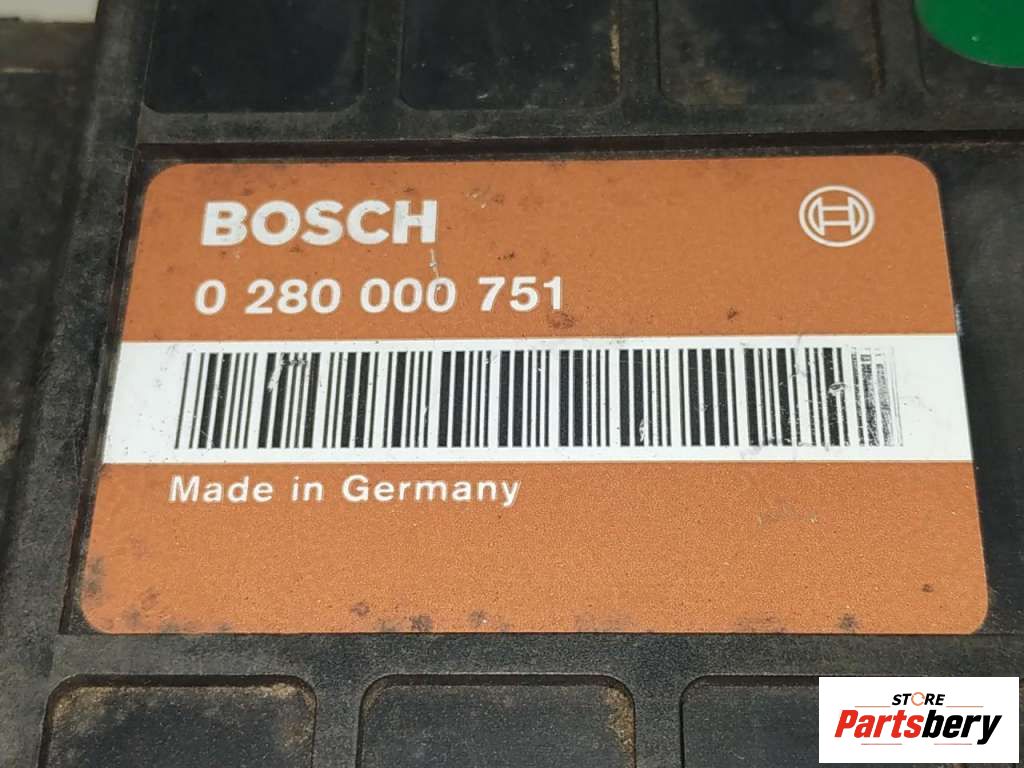 BOSCH
0 280 000 751
Made in Germany
STORE
Partsbery